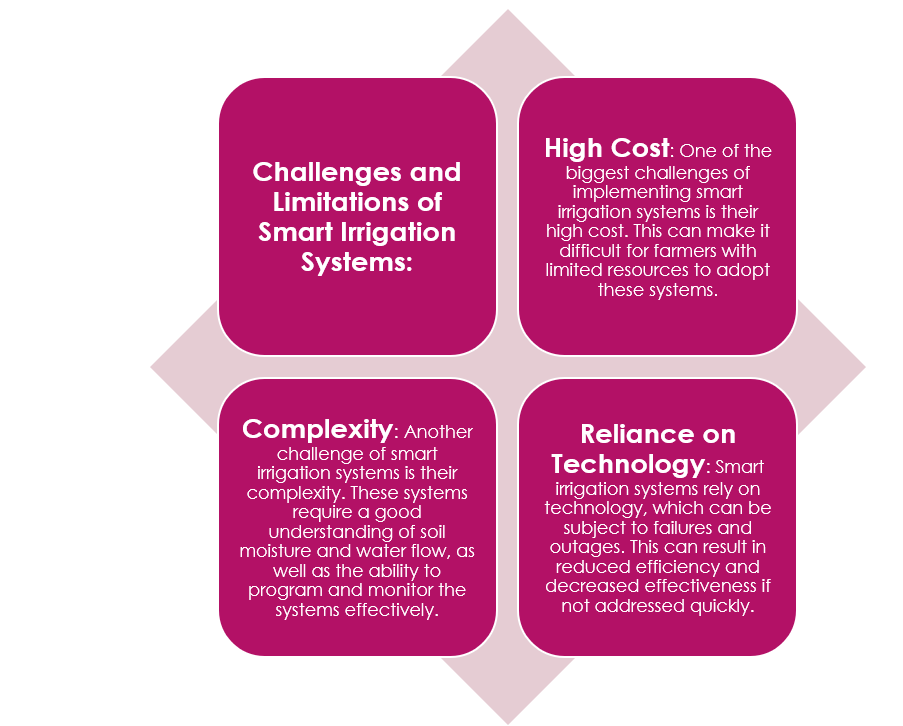 Challenges and
Limitations of
Smart Irrigation
Systems:
High Cost: One of the
biggest challenges of
implementing smart
irrigation systems is their
high cost. This can make it
difficult for farmers with
limited resources to adopt
these systems.
Complexity: Another
challenge of smart
irrigation systems is their
complexity. These systems
require a good
understanding of soil
moisture and water flow, as
well as the ability to
program and monitor the
systems effectively.
Reliance on
Technology: Smart
irrigation systems rely on
technology, which can be
subject to failures and
outages. This can result in
reduced efficiency and
decreased effectiveness if
not addressed quickly.